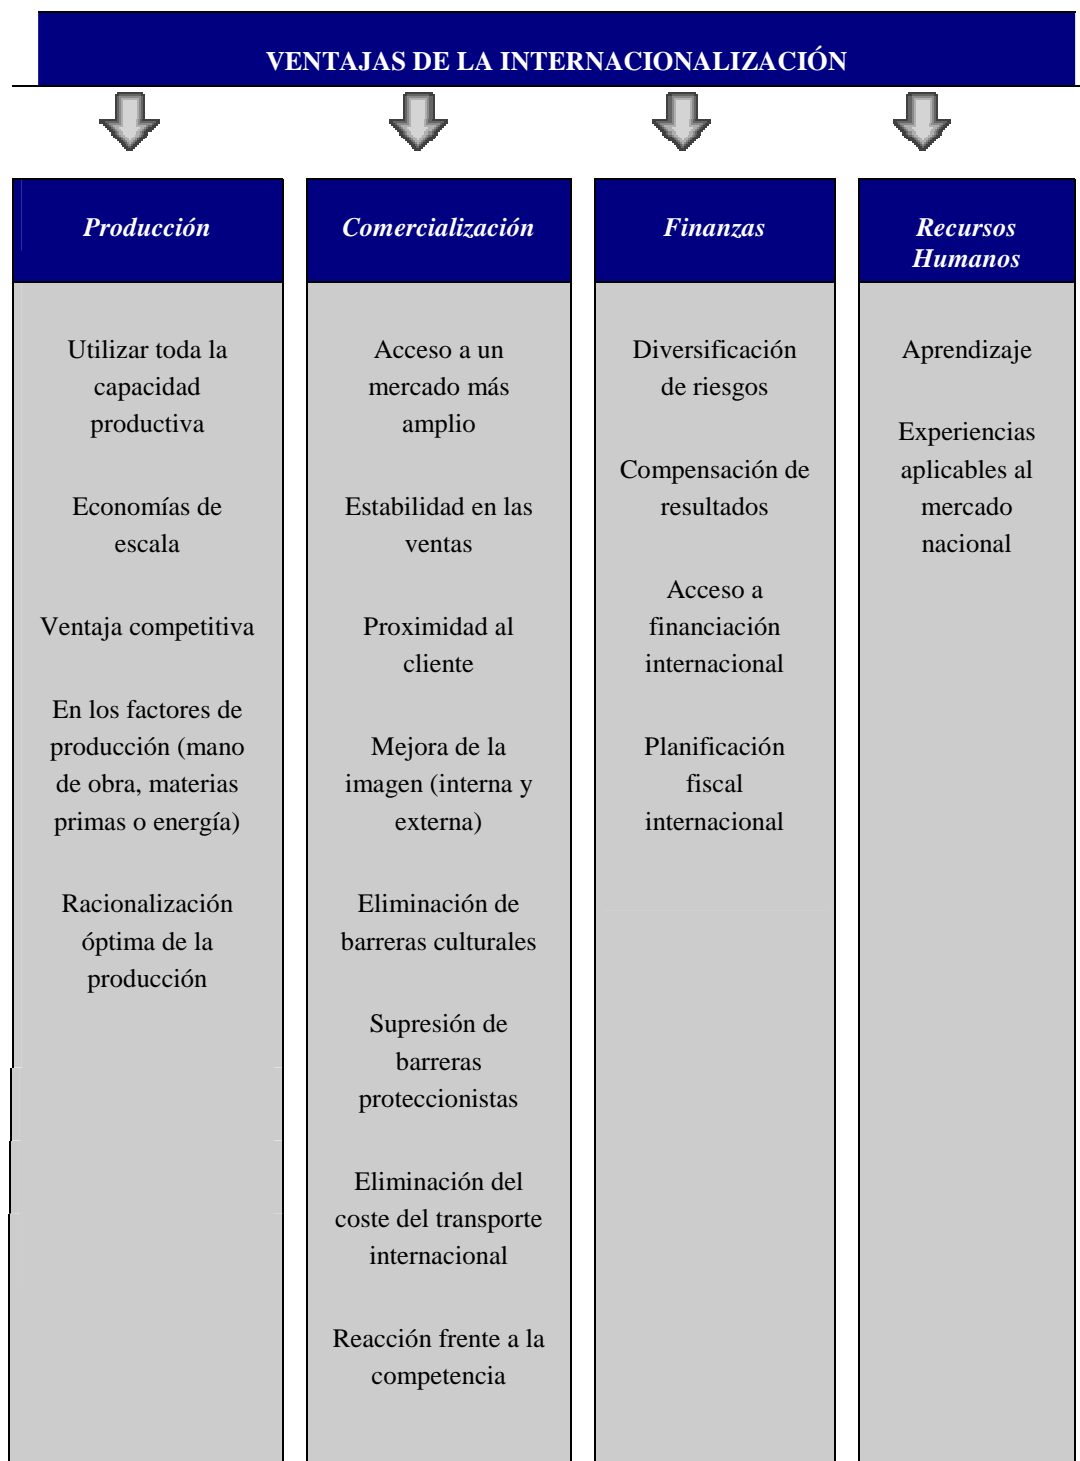 VENTAJAS DE LA INTERNACIONALIZACIÓN
Producción
Utilizar toda la
capacidad
productiva
Economías de
escala
Ventaja competitiva
En los factores de
producción (mano
de obra, materias
primas o energía)
Racionalización
óptima de la
producción
Comercialización
Acceso a un
mercado más
amplio
Estabilidad en las
ventas
Proximidad al
cliente
Mejora de la
imagen (interna y
externa)
Eliminación de
barreras culturales
Supresión de
barreras
proteccionistas
Eliminación del
coste del transporte
internacional
Reacción frente a la
competencia
Finanzas
Diversificación
de riesgos
Compensación de
resultados
Acceso a
financiación
internacional
Planificación
fiscal
internacional
Recursos
Humanos
Aprendizaje
Experiencias
aplicables al
mercado
nacional